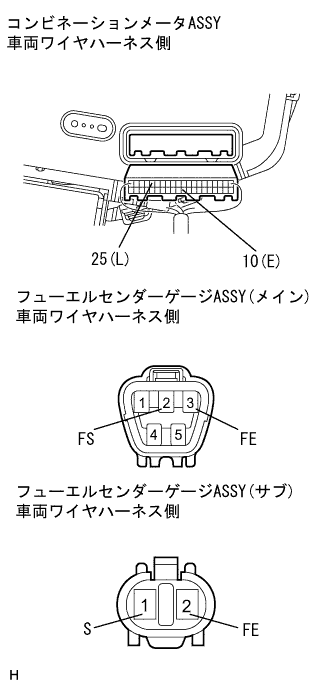 コンビネーションメータASSY
車両ワイヤハーネス側
25(L)
10(E)
フューエルセンダーゲージASSY(メイン)
車両ワイヤハーネス側
1 2 3
FS
4 5
FE
フューエルセンダーゲージASSY(サブ)
車両ワイヤハーネス側
1 2
S
FE
H